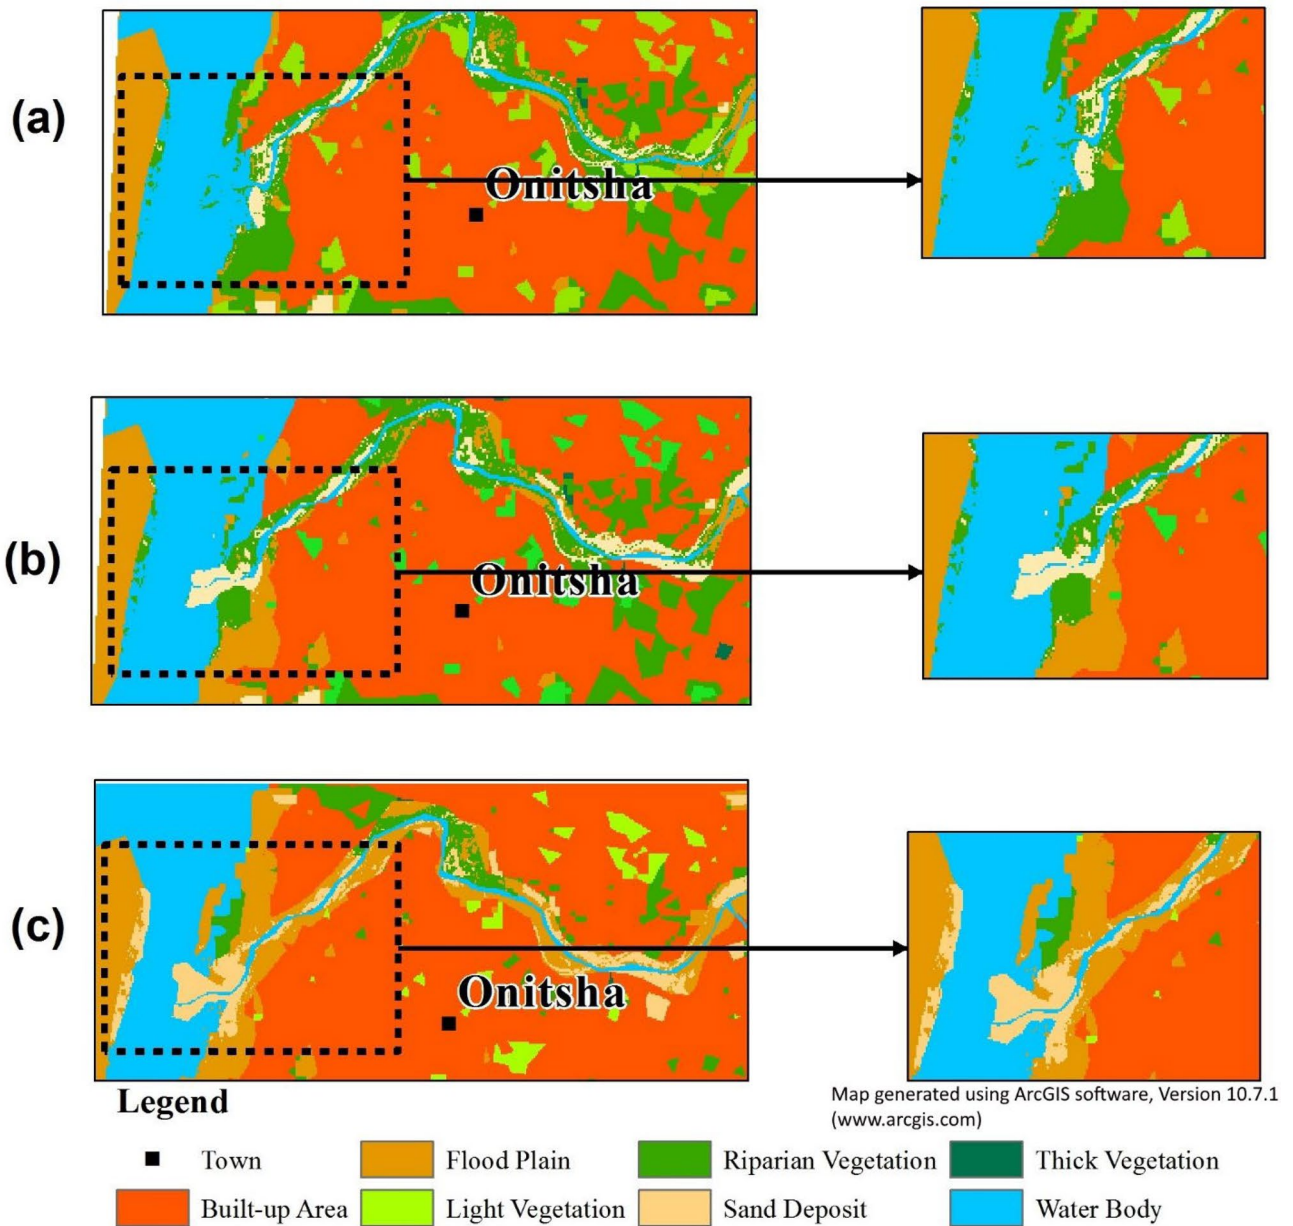 (a)
Onitsha
(b)
Onitsha
(c)
Onitsha
Legend
Map generated using ArcGIS software, Version 10.7.1
(www.arcgis.com)
Town
Flood Plain
Riparian Vegetation
Thick Vegetation
Built-up Area
Light Vegetation
Sand Deposit
Water Body